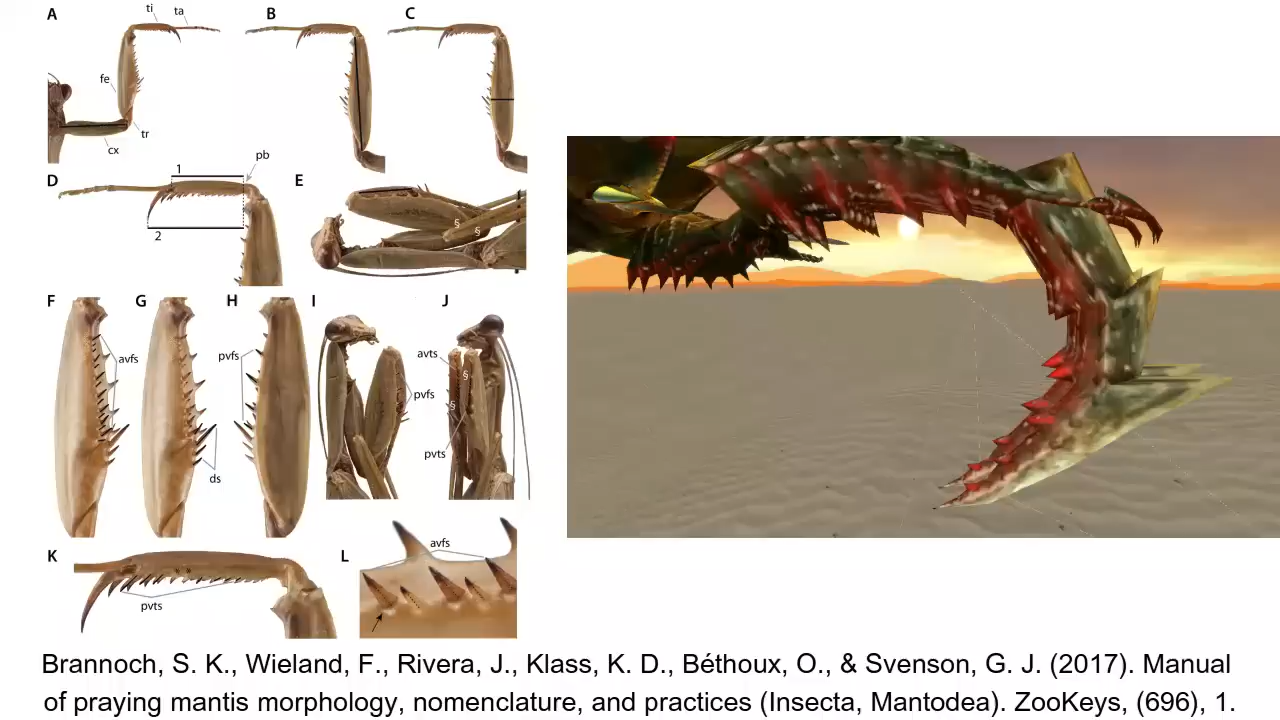 A
ti
ta
B
C
fe
tr
cx
D
1
pb
E
2
§
§
F
G
H
I
J
avfs
pvfs
avts
§
pvfs
§
pvts
ds
K
L
avfs
**
pvts
Brannoch, S. K., Wieland, F., Rivera, J., Klass, K. D., Béthoux, O., & Svenson, G. J. (2017). Manual
of praying mantis morphology, nomenclature, and practices (Insecta, Mantodea). ZooKeys, (696), 1.